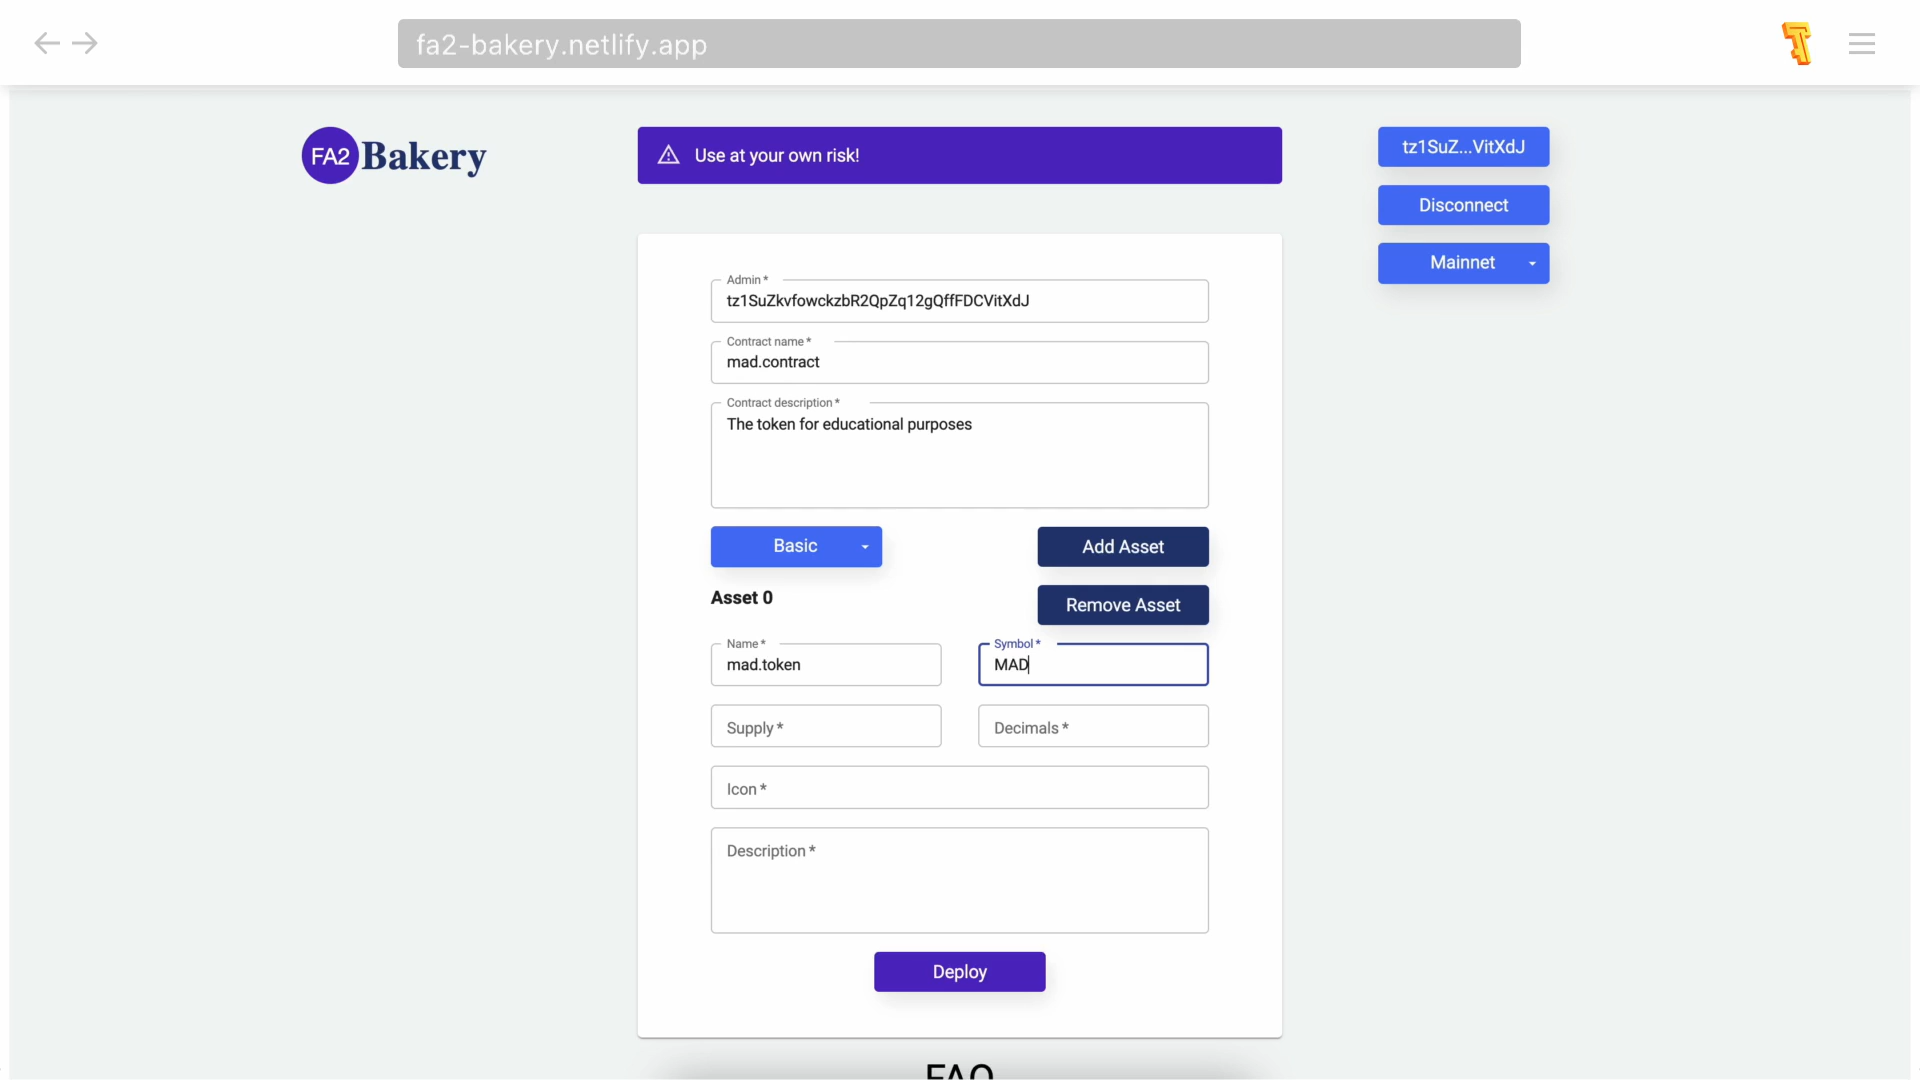 fa2-bakery.netlify.app
FA2 Bakery
Use at your own risk!
tz1SuZ...VitXdJ
Disconnect
Mainnet
Admin *
tz1SuZkvfowckzbR2QpZq12gQffFDCVitXdJ
Contract name *
mad.contract
Contract description *
The token for educational purposes
Basic
Add Asset
Asset 0
Remove Asset
Name *
mad.token
Symbol *
MAD
Supply *
Decimals *
Icon *
Description *
Deploy
FAQ